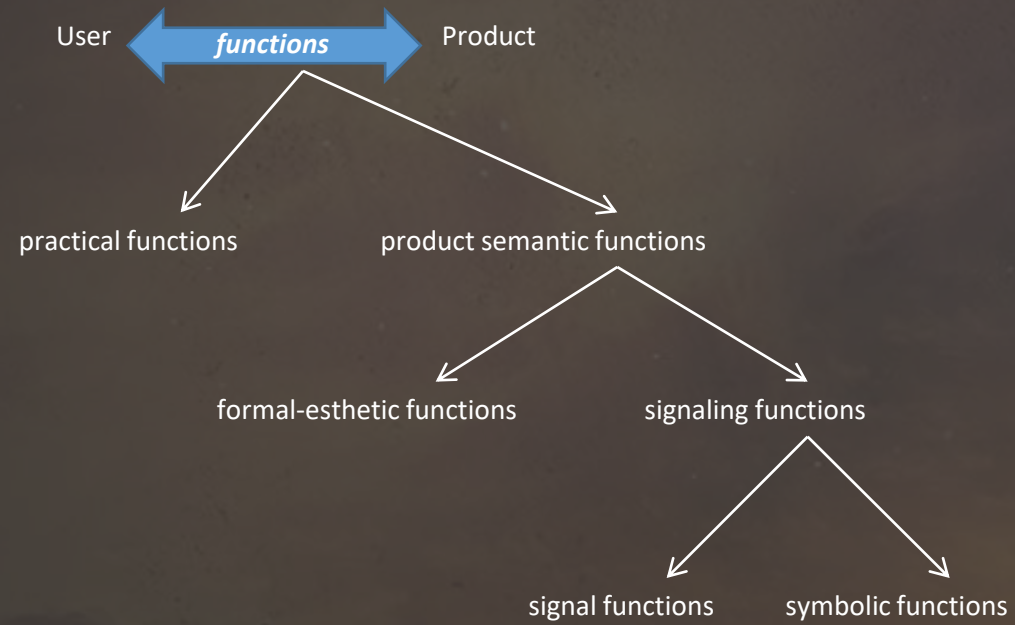 User functions Product
practical functions product semantic functions
formal-esthetic functions signaling functions
signal functions symbolic functions